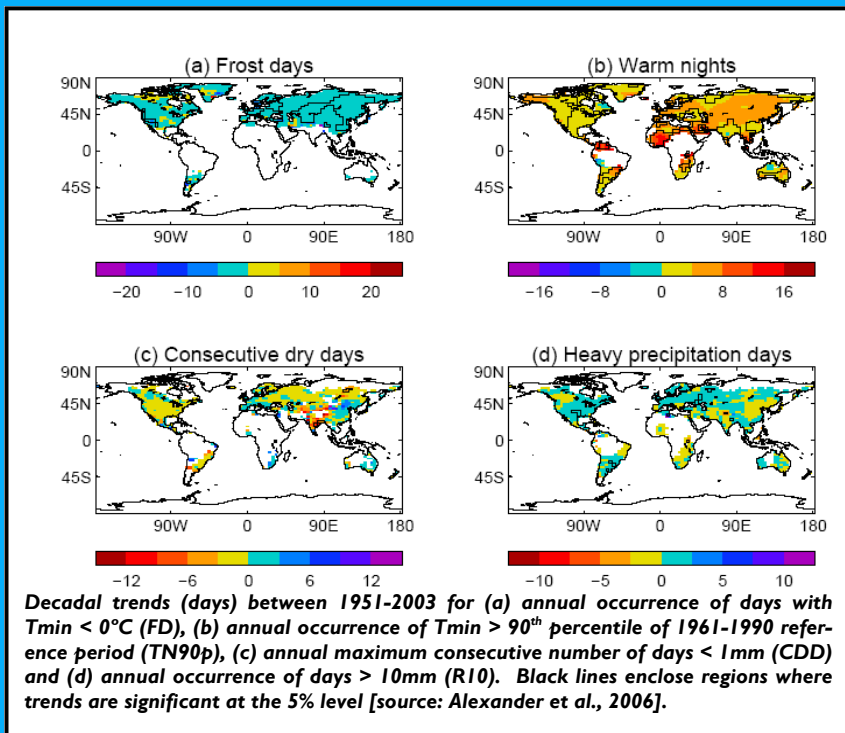 (a) Frost days
(b) Warm nights
90N
45N
0
45S
90W 0 90E 180
90N
45N
0
45S
90W 0 90E 180
−20 −10 0 10 20
−16 −8 0 8 16
(c) Consecutive dry days
(d) Heavy precipitation days
90N
45N
0
45S
90W 0 90E 180
90N
45N
0
45S
90W 0 90E 180
−12 −6 0 6 12
−10 −5 0 5 10
Decadal trends (days) between 1951-2003 for (a) annual occurrence of days with
Tmin < 0°C (FD), (b) annual occurrence of Tmin > 90th percentile of 1961-1990 refer-
ence period (TN90p), (c) annual maximum consecutive number of days < 1mm (CDD)
and (d) annual occurrence of days > 10mm (R10). Black lines enclose regions where
trends are significant at the 5% level [source: Alexander et al., 2006].